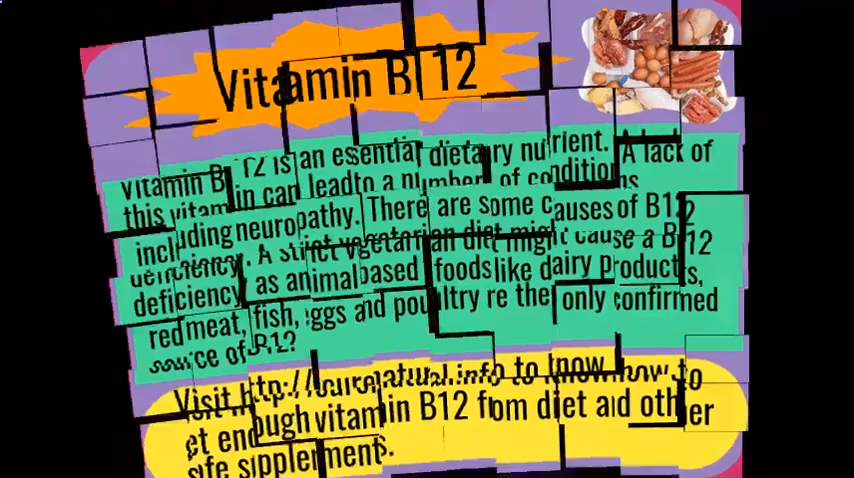 Vitamin B 12
Vitamin B 12 is an essential dietary nutrient. A lack of
this vitamin can lead to a number of conditions
including neuropathy. There are some causes of B12
deficiency. A strict vegetarian diet might cause a B12
deficiency as animal based foods like dairy products,
red meat, fish, eggs and poultry re the only confirmed
source of B12?
Visit to know how to
et enough vitamin B12 from diet and other
safe supplements.